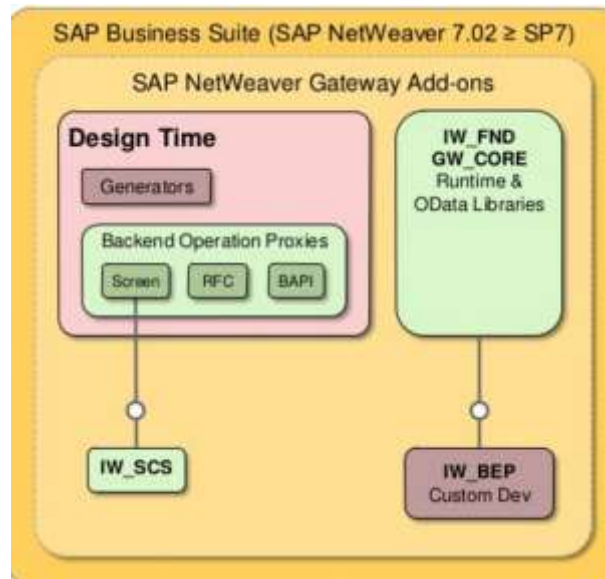 SAP Business Suite (SAP NetWeaver 7.02 ≥ SP7)
SAP NetWeaver Gateway Add-ons
Design Time
Generators
Backend Operation Proxies
Screen
RFC
BAPI
IW_FND
GW_CORE
Runtime &
OData Libraries
IW_SCS
IW_BEP
Custom Dev